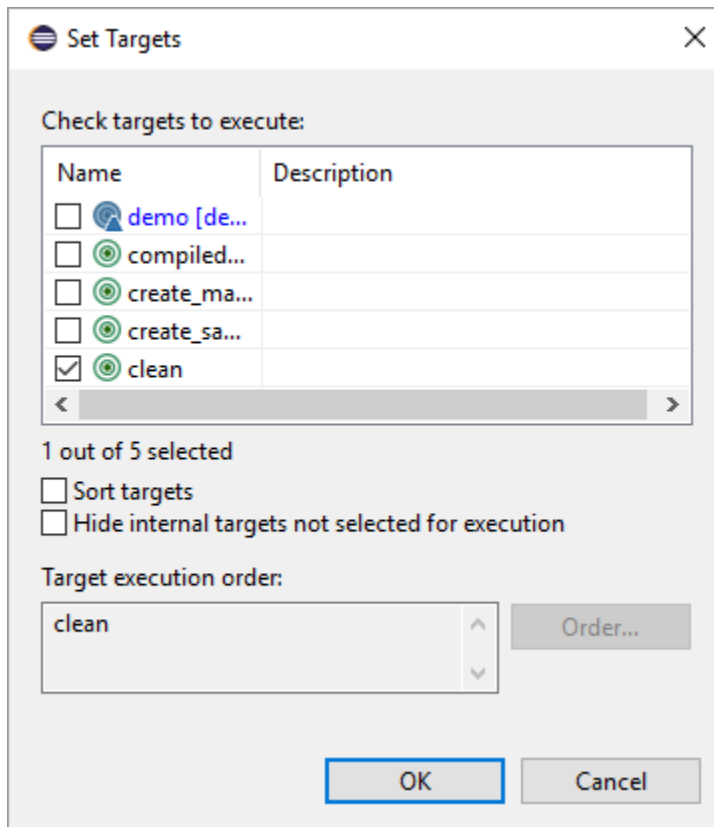 Set Targets
Check targets to execute:
Name Description
demo [de...
compiled...
create_ma...
create_sa...
clean
1 out of 5 selected
Sort targets
Hide internal targets not selected for execution
Target execution order:
clean
Order...
OK Cancel